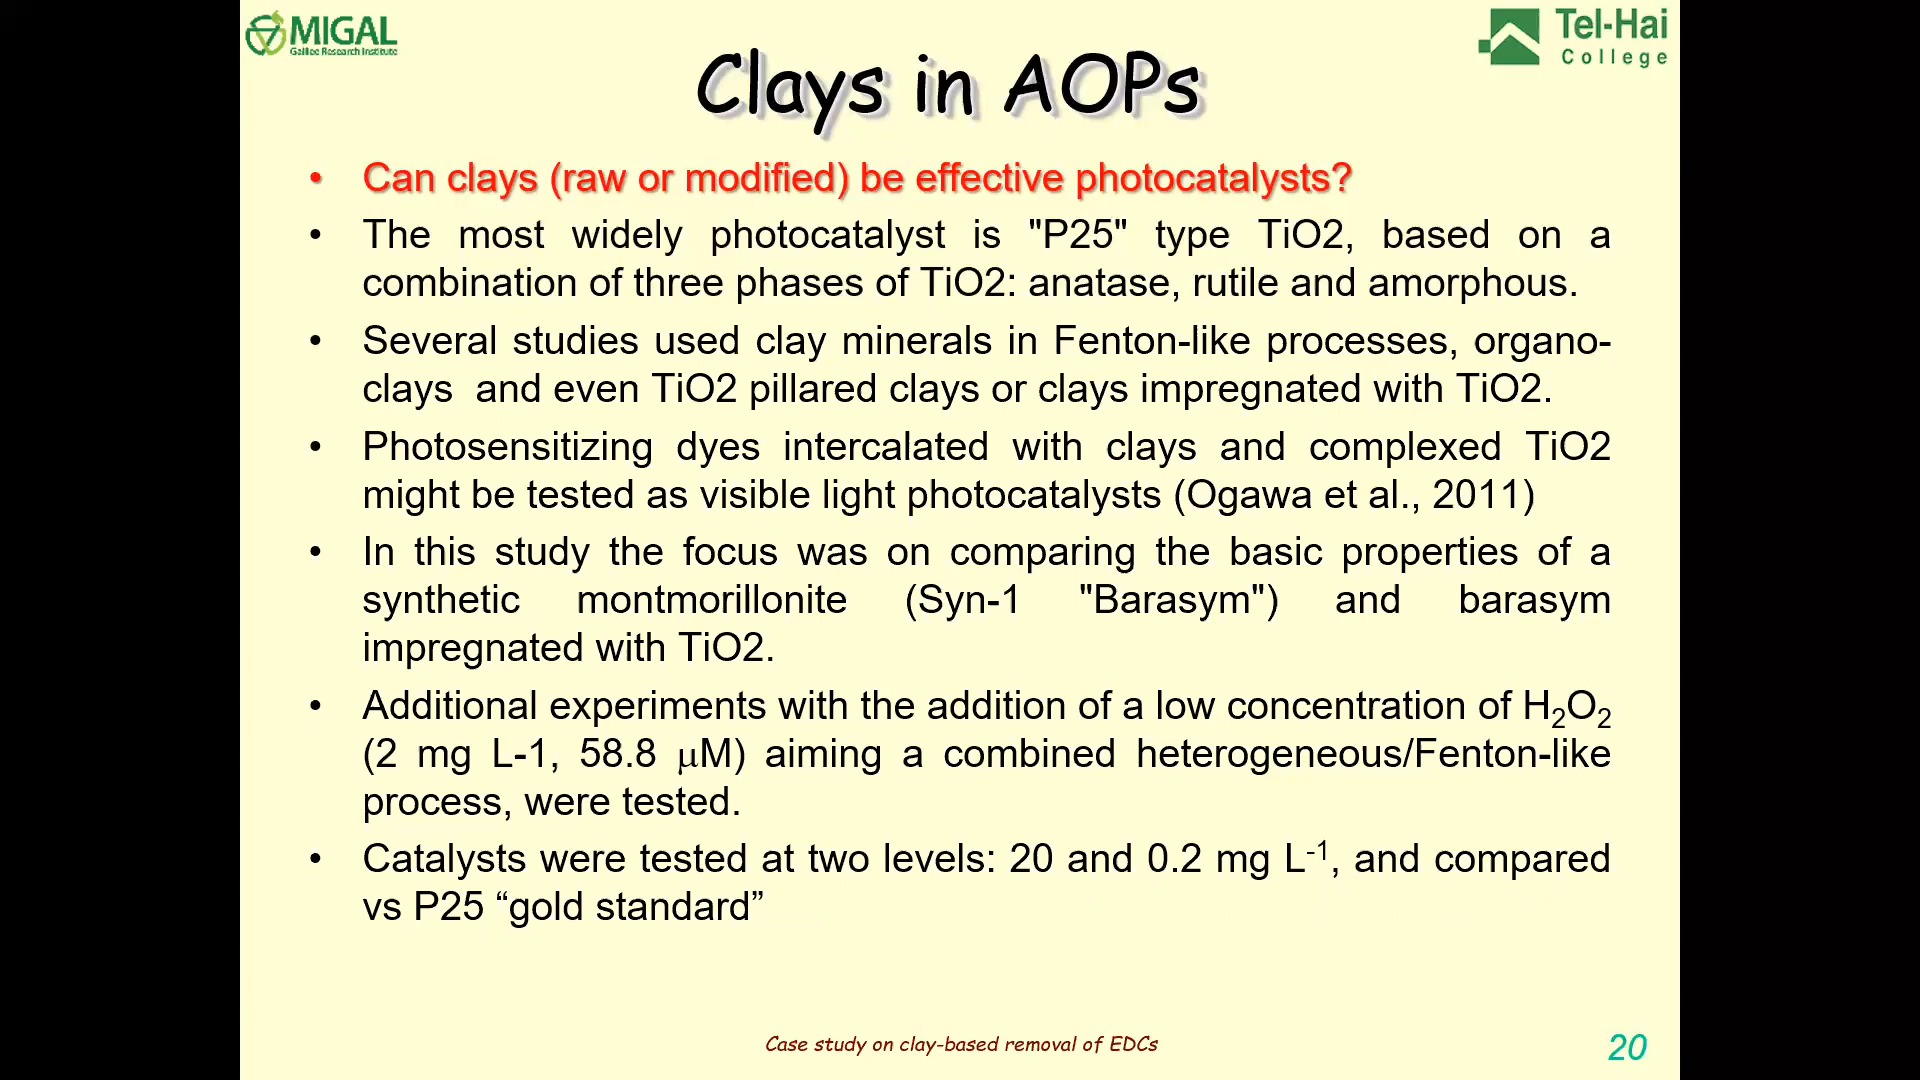 MIGAL
Galilee Research Institute
Tel-Hai
College
Clays in AOPs
• Can clays (raw or modified) be effective photocatalysts?
• The most widely photocatalyst is "P25" type TiO2, based on a
combination of three phases of TiO2: anatase, rutile and amorphous.
• Several studies used clay minerals in Fenton-like processes, organo-
clays and even TiO2 pillared clays or clays impregnated with TiO2.
• Photosensitizing dyes intercalated with clays and complexed TiO2
might be tested as visible light photocatalysts (Ogawa et al., 2011)
• In this study the focus was on comparing the basic properties of a
synthetic montmorillonite (Syn-1 "Barasym") and barasym
impregnated with TiO2.
• Additional experiments with the addition of a low concentration of H₂O₂
(2 mg L-1, 58.8 μM) aiming a combined heterogeneous/Fenton-like
process, were tested.
• Catalysts were tested at two levels: 20 and 0.2 mg L⁻¹, and compared
vs P25 “gold standard”
Case study on clay-based removal of EDCs
20